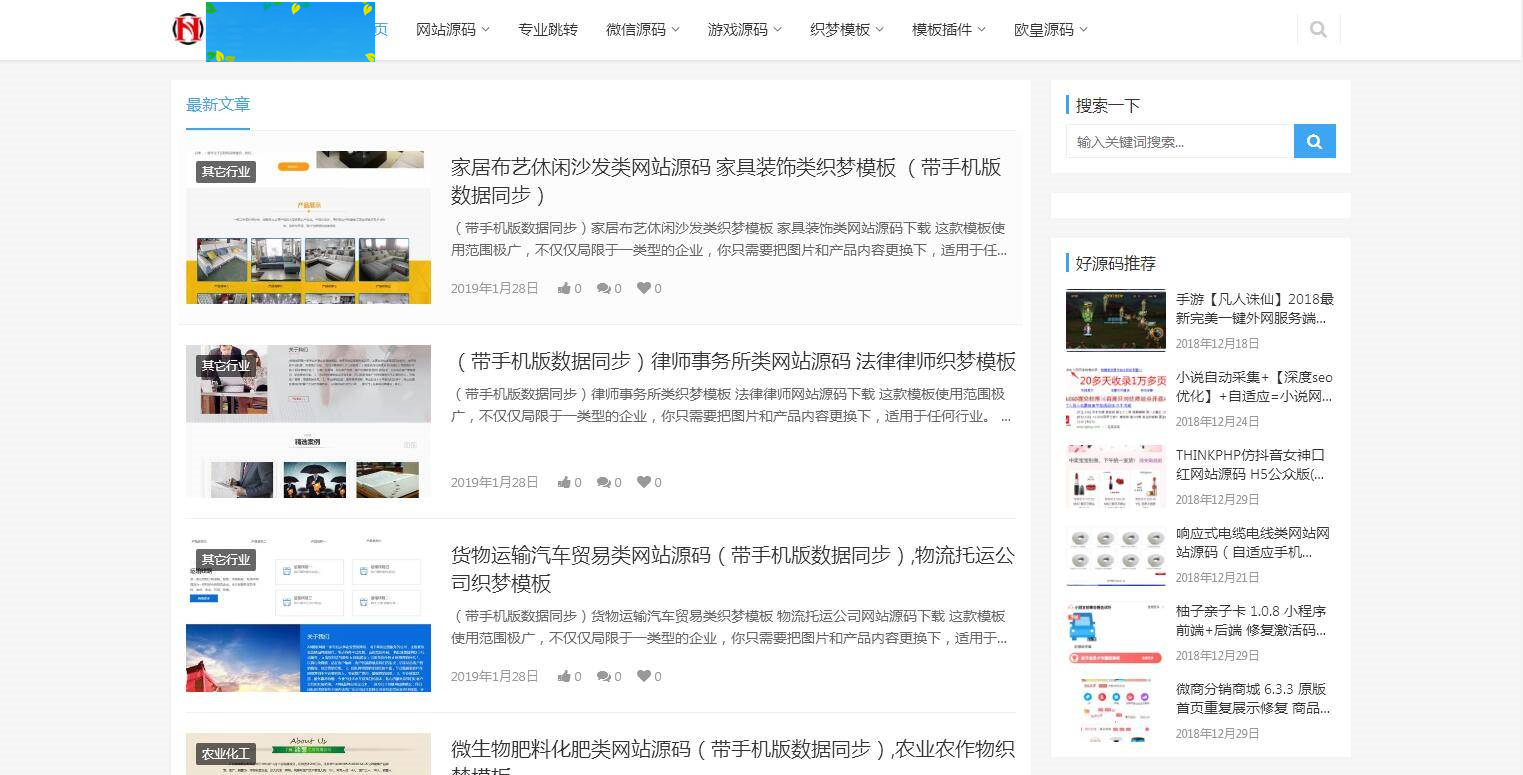 页
网站源码
专业跳转
微信源码
游戏源码
织梦模板
模板插件
欧皇源码
最新文章
其它行业
产品展示
家居布艺休闲沙发类网站源码 家具装饰类织梦模板 （带手机版
数据同步）
（带手机版数据同步）家居布艺休闲沙发类织梦模板 家具装饰类网站源码下载 这款模板使
用范围极广，不仅仅局限于一类型的企业，你只需要把图片和产品内容更换下，适用于任...
2019年1月28日 0 0 0
其它行业
关于我们
精选案例
（带手机版数据同步）律师事务所类网站源码 法律律师织梦模板
（带手机版数据同步）律师事务所类织梦模板 法律律师网站源码下载 这款模板使用范围极
广，不仅仅局限于一类型的企业，你只需要把图片和产品内容更换下，适用于任何行业。 ...
2019年1月28日 0 0 0
其它行业
关于我们
货物运输汽车贸易类网站源码（带手机版数据同步）,物流托运公
司织梦模板
（带手机版数据同步）货物运输汽车贸易类织梦模板 物流托运公司网站源码下载 这款模板
使用范围极广，不仅仅局限于一类型的企业，你只需要把图片和产品内容更换下，适用于...
2019年1月28日 0 0 0
农业化工
About Us
微生物肥料化肥类网站源码（带手机版数据同步）,农业农作物织
梦模板
搜索一下
输入关键词搜索...
好源码推荐
手游【凡人诛仙】2018最
新完美一键外网服务端...
2018年12月18日
20多天收录1万多页
小说自动采集+【深度seo
优化】+自适应=小说网...
2018年12月24日
THINKPHP仿抖音女神口
红网站源码 H5公众版(...
2018年12月29日
响应式电缆电线类网站网
站源码（自适应手机...
2018年12月21日
柚子亲子卡 1.0.8 小程序
前端+后端 修复激活码...
2018年12月29日
微商分销商城 6.3.3 原版
首页重复展示修复 商品...
2018年12月29日